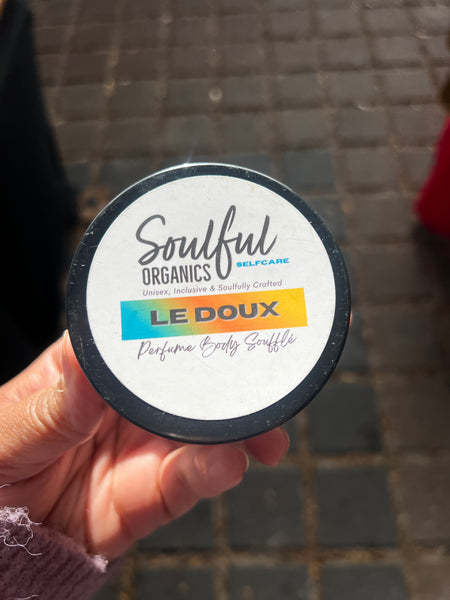 Soulful
ORGANICS
SELFCARE
Unisex, Inclusive & Soulfully Crafted
LE DOUX
Perfume Body Soufflé